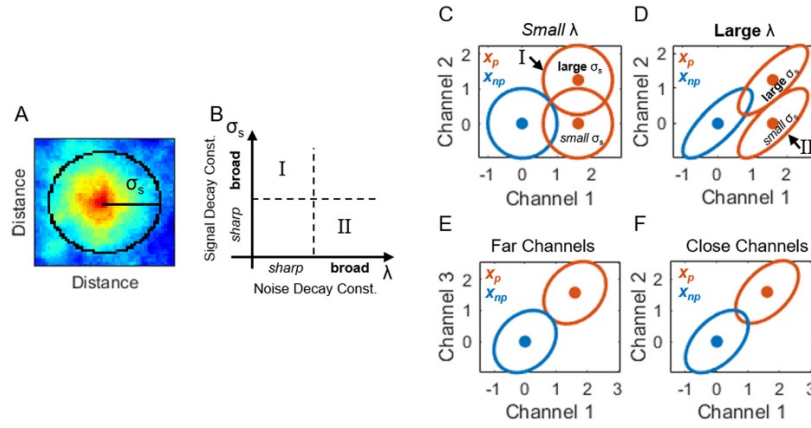 A
Distance
σs
Distance
B
σs
Signal Decay Const.
sharp broad
I
II
sharp broad λ
Noise Decay Const.
C
Small λ
Channel 2
2
1
0
xp
xnp
I
large σs
small σs
-1 0 1 2
Channel 1
D
Large λ
2
1
0
xp
xnp
large σs
small σs
II
-1 0 1 2
Channel 1
E
Far Channels
Channel 3
3
2
1
0
-1
xp
xnp
-1 0 1 2 3
Channel 1
F
Close Channels
Channel 2
3
2
1
0
-1
xp
xnp
-1 0 1 2 3
Channel 1